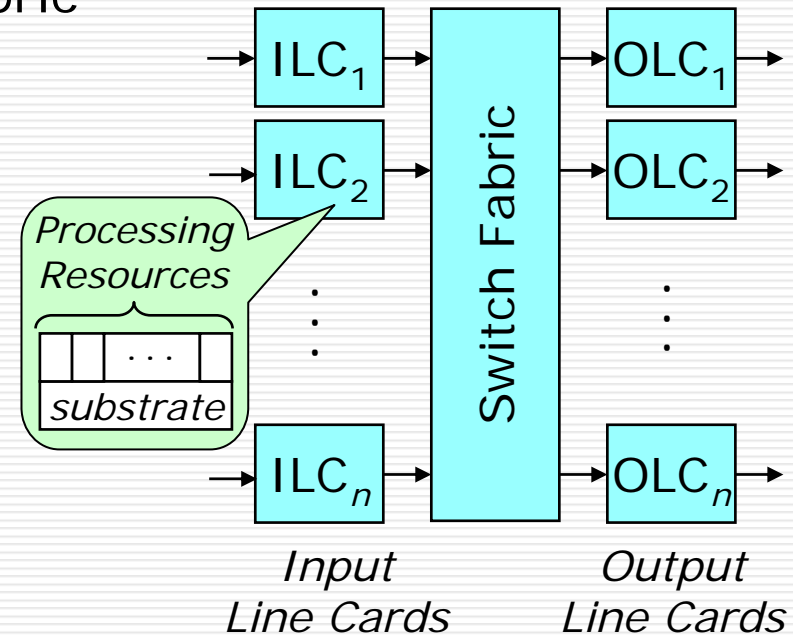 ILC1
OLC1
ILC2
OLC2
Switch Fabric
Processing
Resources
. . .
substrate
ILCn
OLCn
Input
Line Cards
Output
Line Cards